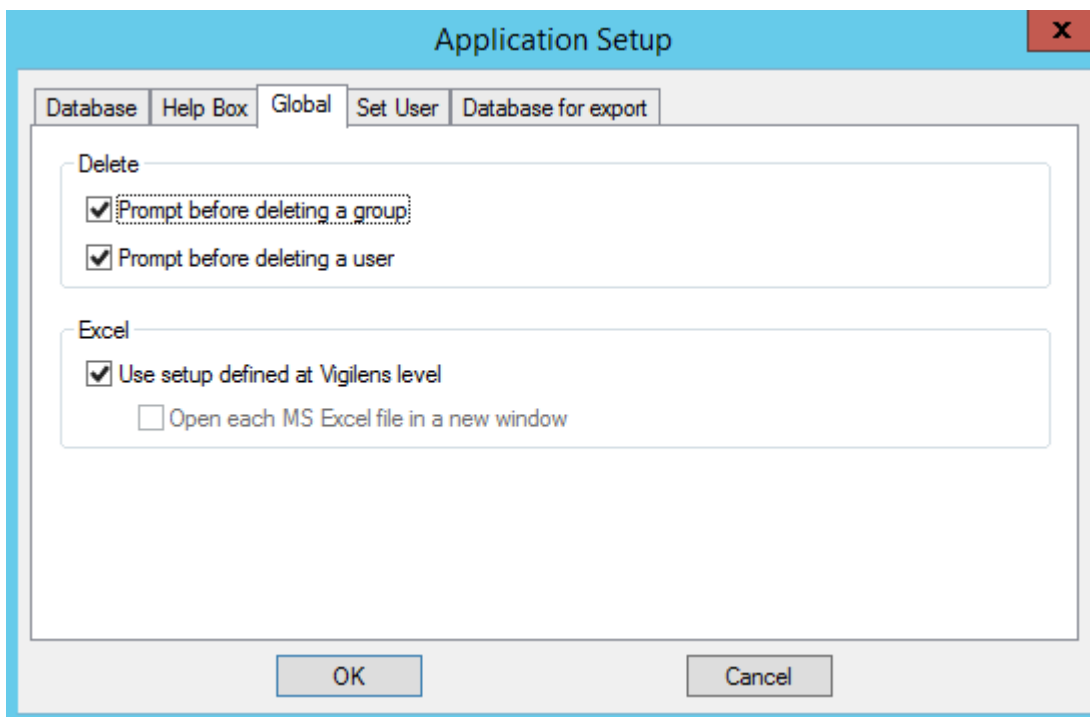 Application Setup
x
Database Help Box Global Set User Database for export
Delete
Prompt before deleting a group
Prompt before deleting a user
Excel
Use setup defined at Vigilens level
Open each MS Excel file in a new window
OK Cancel